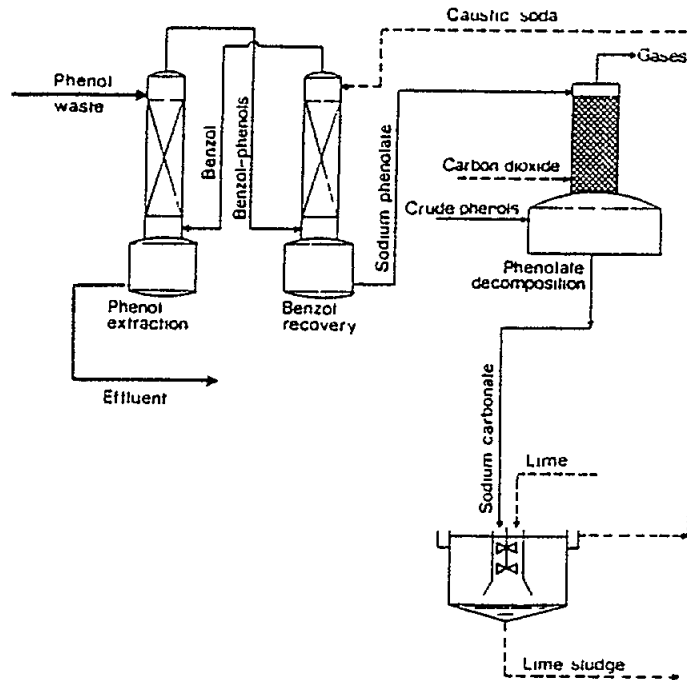 Caustic soda
Gases
Phenol
waste
Benzol
Benzol-phenols
Sodium phenolate
Carbon dioxide
Crude phenols
Phenolate
decomposition
Phenol
extraction
Benzol
recovery
Effluent
Sodium carbonate
Lime
Lime sludge